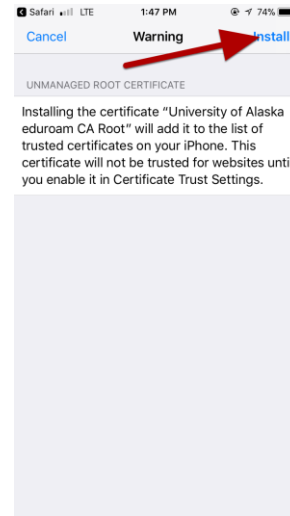 Safari LTE 1:47 PM 74%
Cancel Warning Install
UNMANAGED ROOT CERTIFICATE
Installing the certificate “University of Alaska
eduroam CA Root” will add it to the list of
trusted certificates on your iPhone. This
certificate will not be trusted for websites unti
you enable it in Certificate Trust Settings.